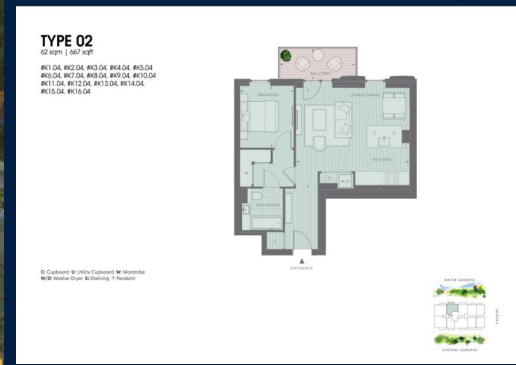 TYPE 02
62 sqm | 667 sqft
#K1.04, #K2.04, #K3.04, #K4.04, #K5.04
#K6.04, #K7.04, #K8.04, #K9.04, #K10.04
#K11.04, #K12.04, #K13.04, #K14.04,
#K15.04, #K16.04
BALCONY
BEDROOM
LIVING/DINING
KITCHEN
W
BATHROOM
W/D
C
ENTRANCE
C: Cupboard U: Utility Cupboard W: Wardrobe
W/D: Washer Dryer S: Shelving + Pendant
WATER GARDENS
CENTRAL GARDENS